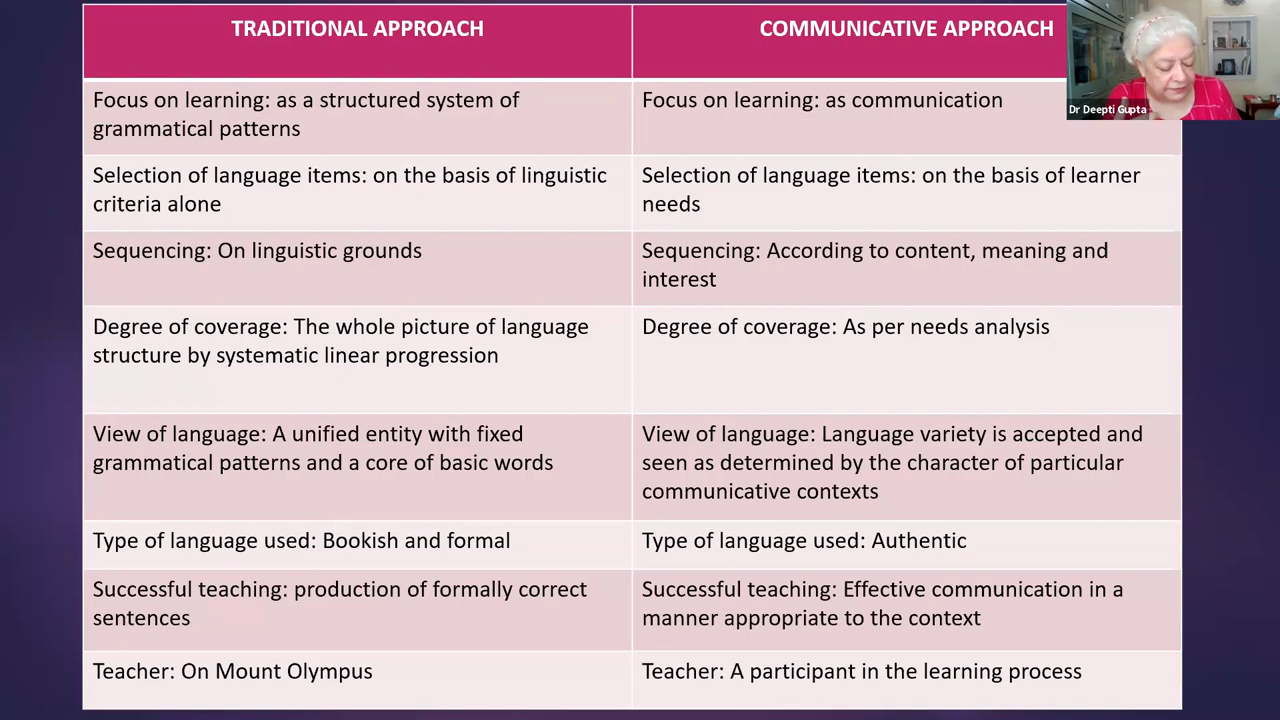 TRADITIONAL APPROACH
COMMUNICATIVE APPROACH
Dr Deepti Gupta
Focus on learning: as a structured system of
grammatical patterns
Focus on learning: as communication
Selection of language items: on the basis of linguistic
criteria alone
Selection of language items: on the basis of learner
needs
Sequencing: On linguistic grounds
Sequencing: According to content, meaning and
interest
Degree of coverage: The whole picture of language
structure by systematic linear progression
Degree of coverage: As per needs analysis
View of language: A unified entity with fixed
grammatical patterns and a core of basic words
View of language: Language variety is accepted and
seen as determined by the character of particular
communicative contexts
Type of language used: Bookish and formal
Type of language used: Authentic
Successful teaching: production of formally correct
sentences
Successful teaching: Effective communication in a
manner appropriate to the context
Teacher: On Mount Olympus
Teacher: A participant in the learning process